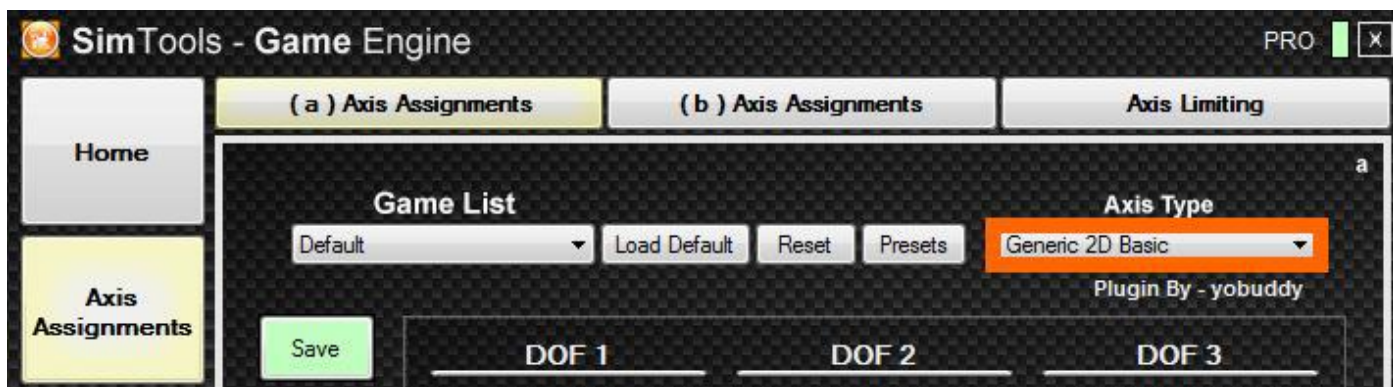 SimTools - Game Engine
PRO
X
Home
( a ) Axis Assignments
( b ) Axis Assignments
Axis Limiting
a
Game List
Axis Type
Default
Load Default
Reset
Presets
Generic 2D Basic
Plugin By - yobuddy
Axis
Assignments
Save
DOF 1
DOF 2
DOF 3